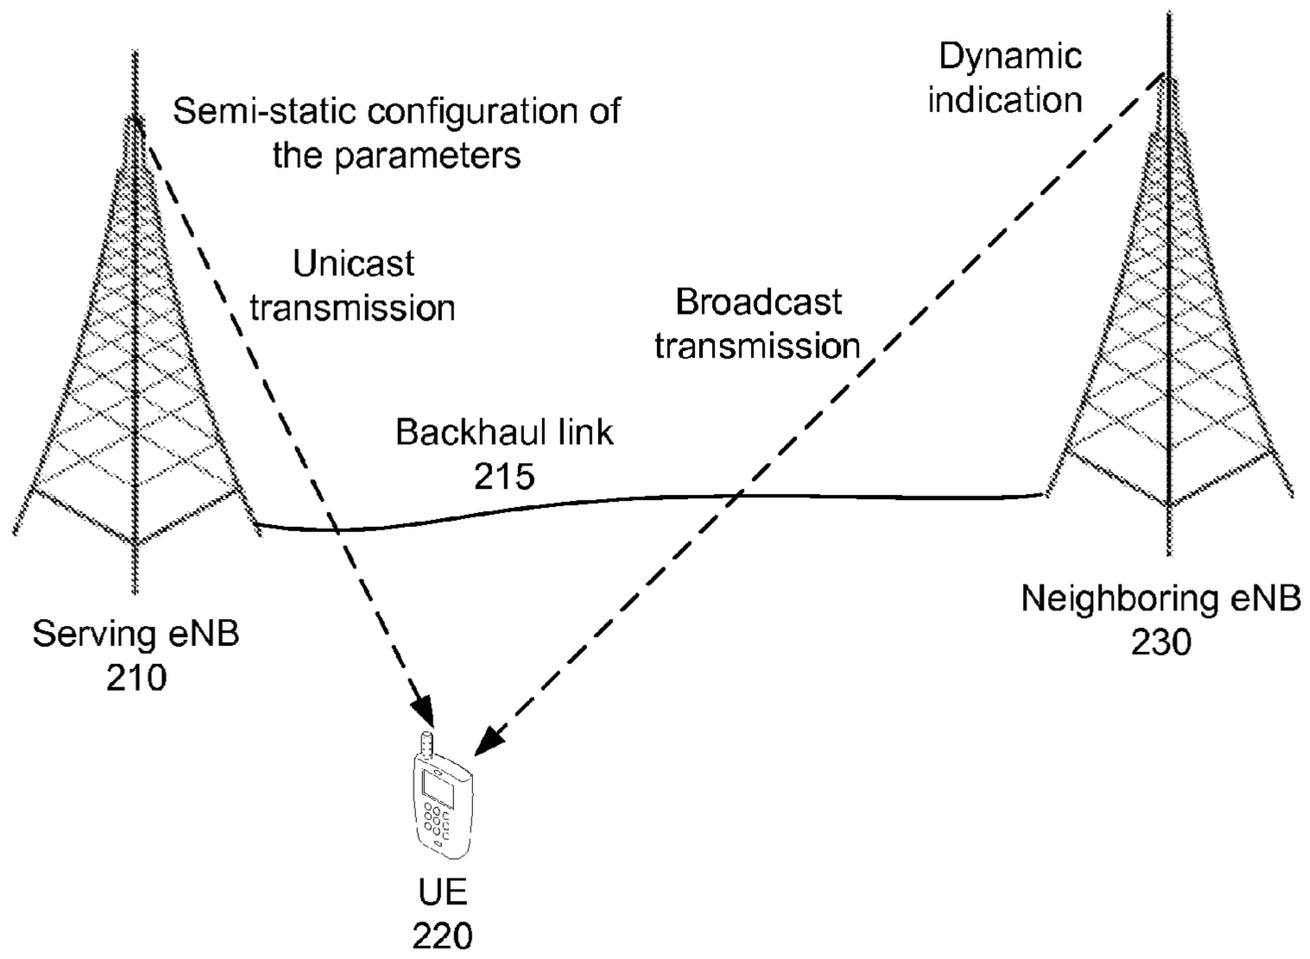 Semi-static configuration of
the parameters
Dynamic
indication
Unicast
transmission
Broadcast
transmission
Backhaul link
215
Serving eNB
210
Neighboring eNB
230
UE
220